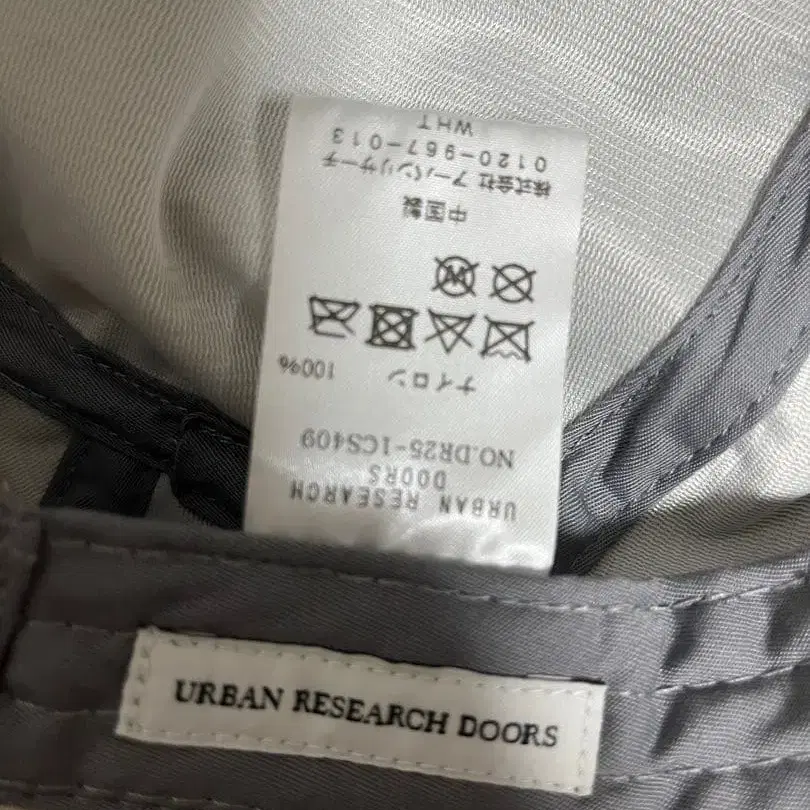 URBAN RESEARCH
DOORS
NO.DR25-1CS409
ナイロン 100%
W
中国製
株式会社 アーバンリサーチ
0120-967-013
WHT
URBAN RESEARCH DOORS